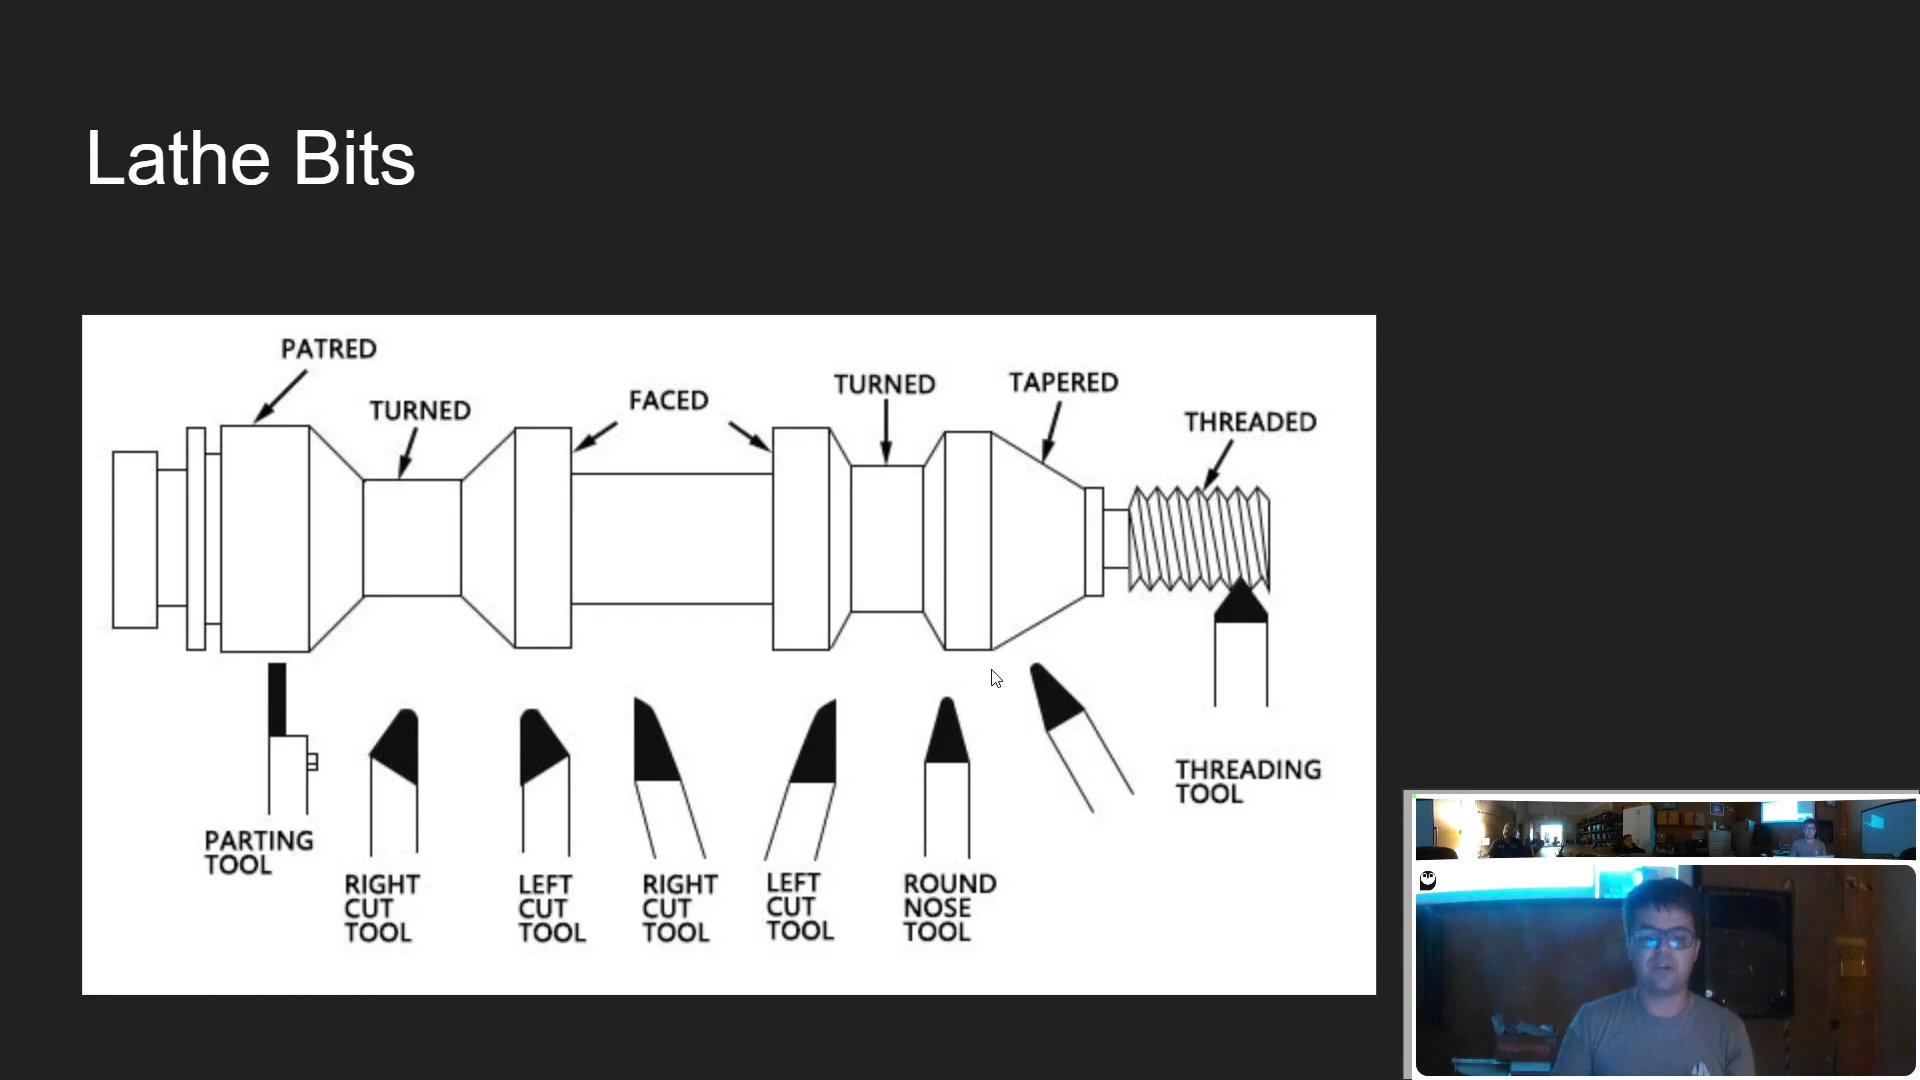 Lathe Bits
PATRED
TURNED
FACED
TURNED
TAPERED
THREADED
PARTING
TOOL
RIGHT
CUT
TOOL
LEFT
CUT
TOOL
RIGHT
CUT
TOOL
LEFT
CUT
TOOL
ROUND
NOSE
TOOL
THREADING
TOOL